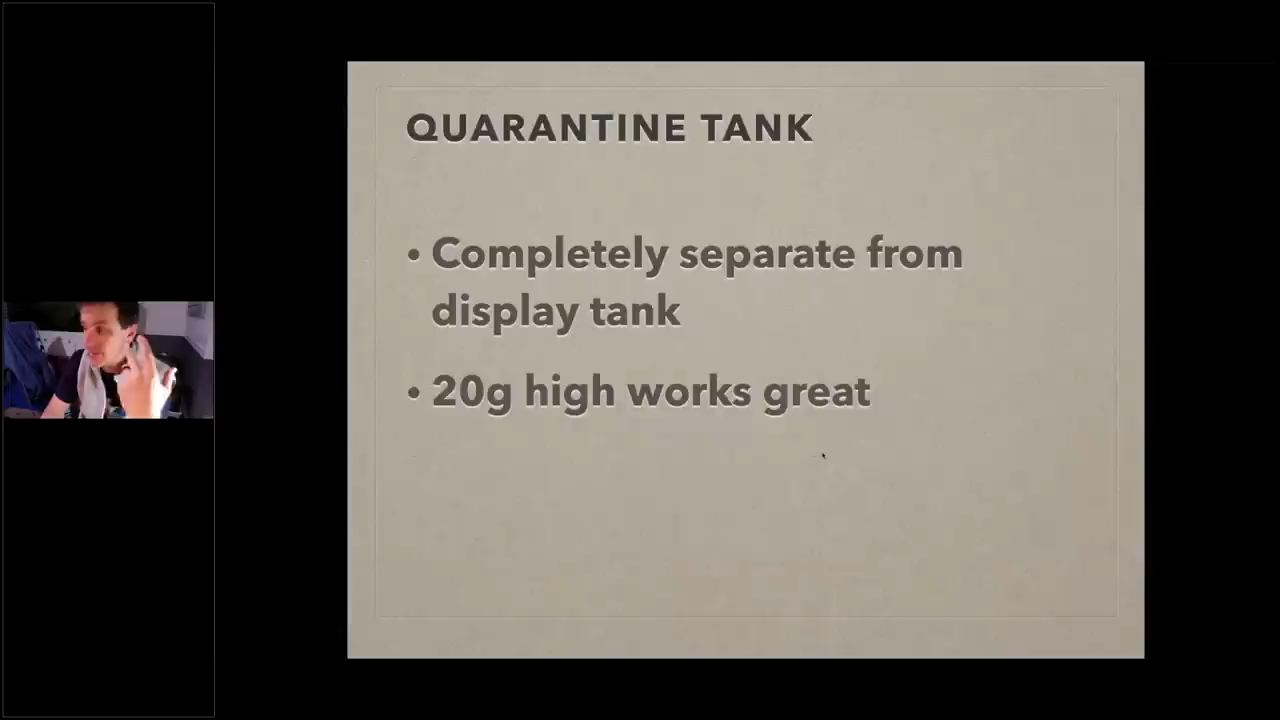 QUARANTINE TANK
• Completely separate from
display tank
• 20g high works great